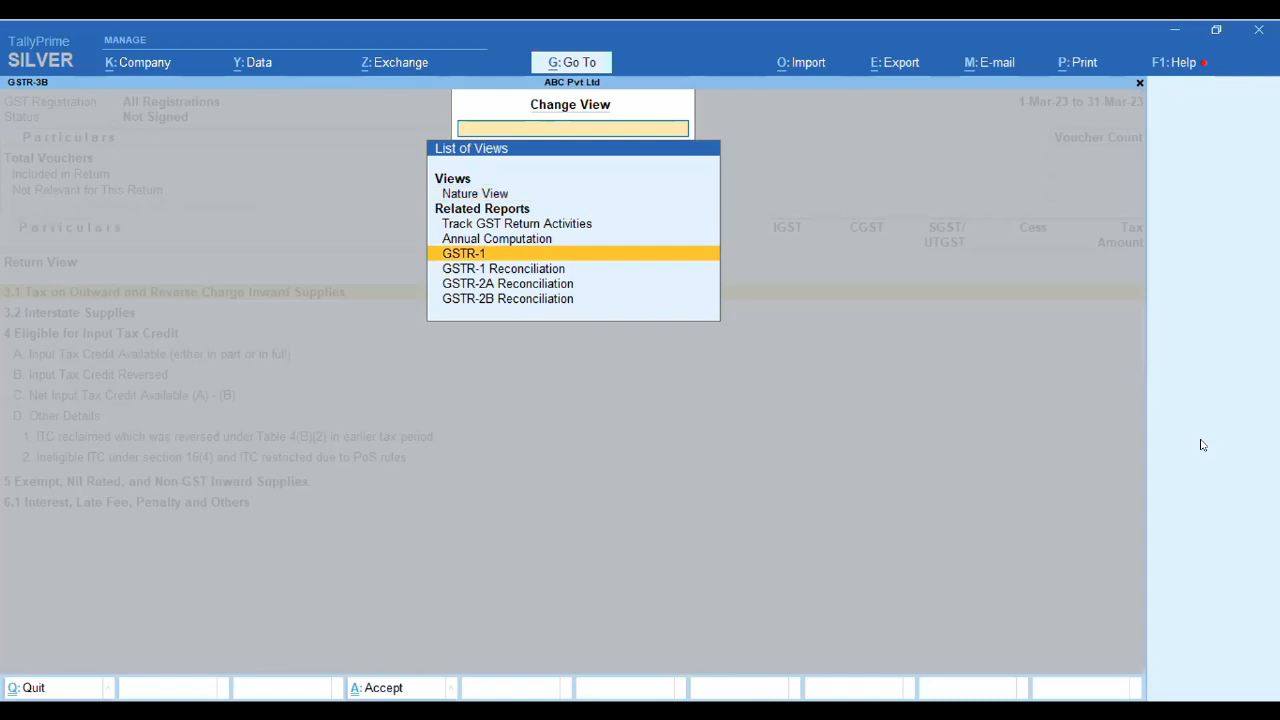 TallyPrime
MANAGE
SILVER
K: Company
Y: Data
Z: Exchange
G: Go To
O: Import
E: Export
M: E-mail
P: Print
F1: Help
GSTR-3B
ABC Pvt Ltd
GST Registration All Registrations
1-Mar-23 to 31-Mar-23
Status Not Signed
Particulars
Voucher Count
Total Vouchers
Included in Return
Not Relevant for This Return
Particulars
IGST
CGST
SGST/
UTGST
Cess
Tax
Amount
Return View
3.1 Tax on Outward and Reverse Charge Inward Supplies
3.2 Interstate Supplies
4 Eligible for Input Tax Credit
A. Input Tax Credit Available (either in part or in full)
B. Input Tax Credit Reversed
C. Net Input Tax Credit Available (A) - (B)
D. Other Details
1. ITC reclaimed which was reversed under Table 4(B)(2) in earlier tax period
2. Ineligible ITC under section 16(4) and ITC restricted due to PoS rules
5 Exempt, Nil Rated, and Non-GST Inward Supplies
6.1 Interest, Late Fee, Penalty and Others
Change View
List of Views
Views
Nature View
Related Reports
Track GST Return Activities
Annual Computation
GSTR-1
GSTR-1 Reconciliation
GSTR-2A Reconciliation
GSTR-2B Reconciliation
Q: Quit
A: Accept